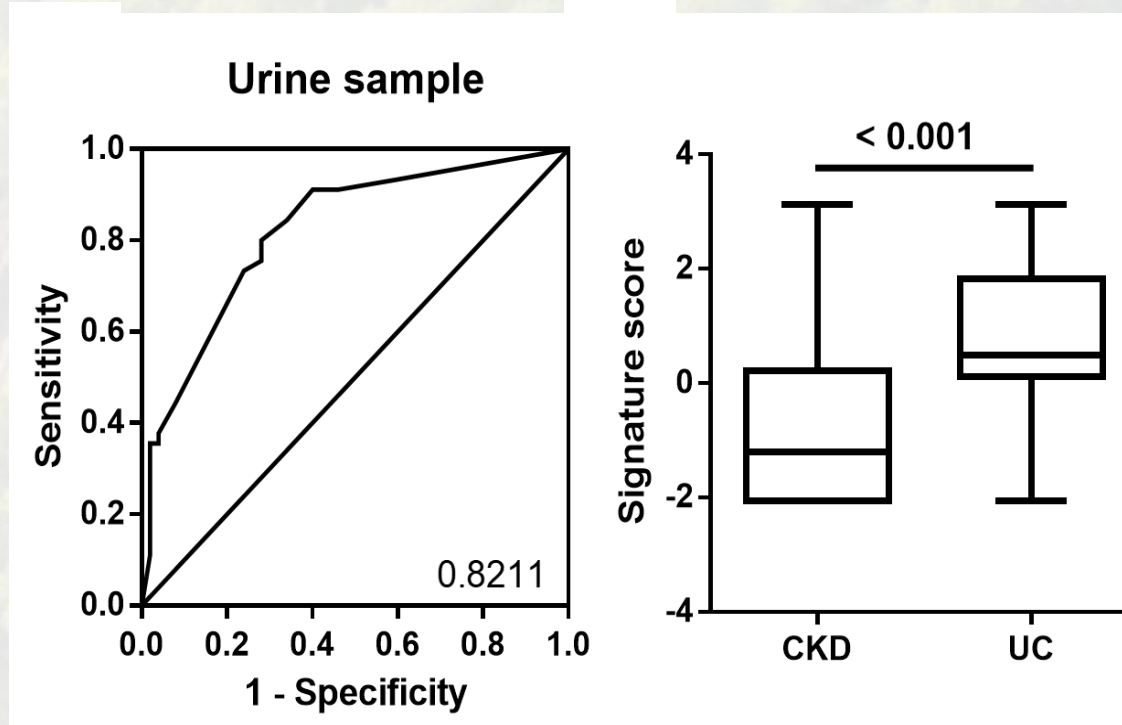 Urine sample
1.0
0.8
0.6
0.4
0.2
0.0
Sensitivity
0.8211
0.0 0.2 0.4 0.6 0.8 1.0
1 - Specificity
< 0.001
4
2
0
-2
-4
Signature score
CKD UC